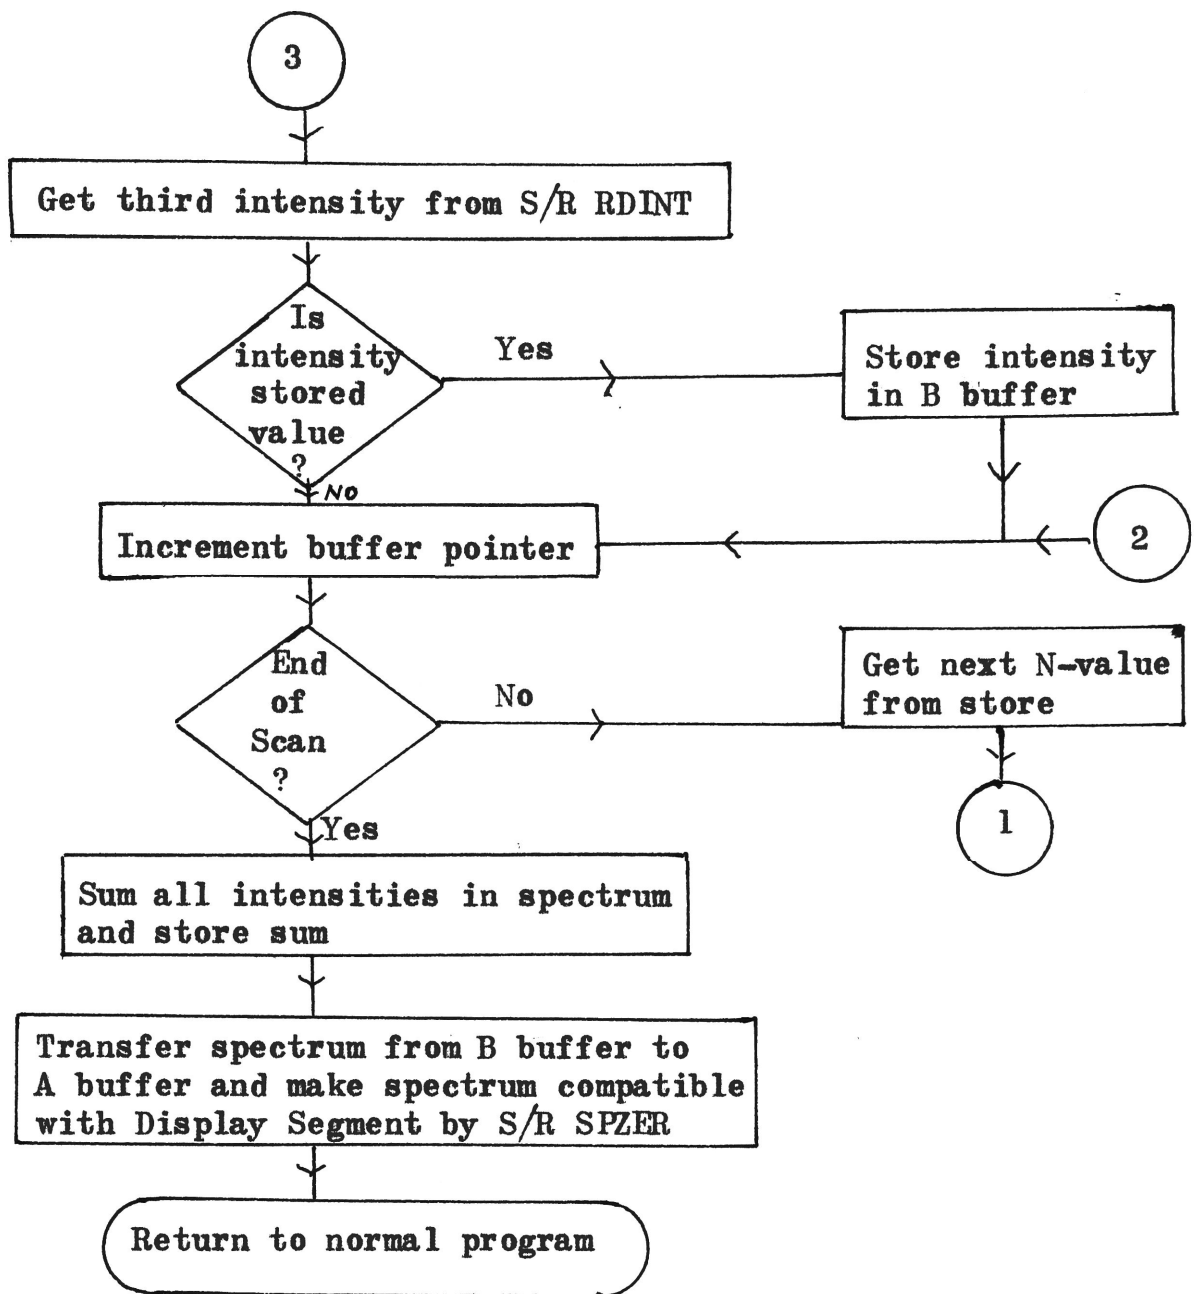 3
Get third intensity from S/R RDINT
Is
intensity
stored
value
?
Yes
Store intensity
in B buffer
No
Increment buffer pointer
2
End
of
Scan
?
No
Get next N-value
from store
1
Yes
Sum all intensities in spectrum
and store sum
Transfer spectrum from B buffer to
A buffer and make spectrum compatible
with Display Segment by S/R SPZER
Return to normal program